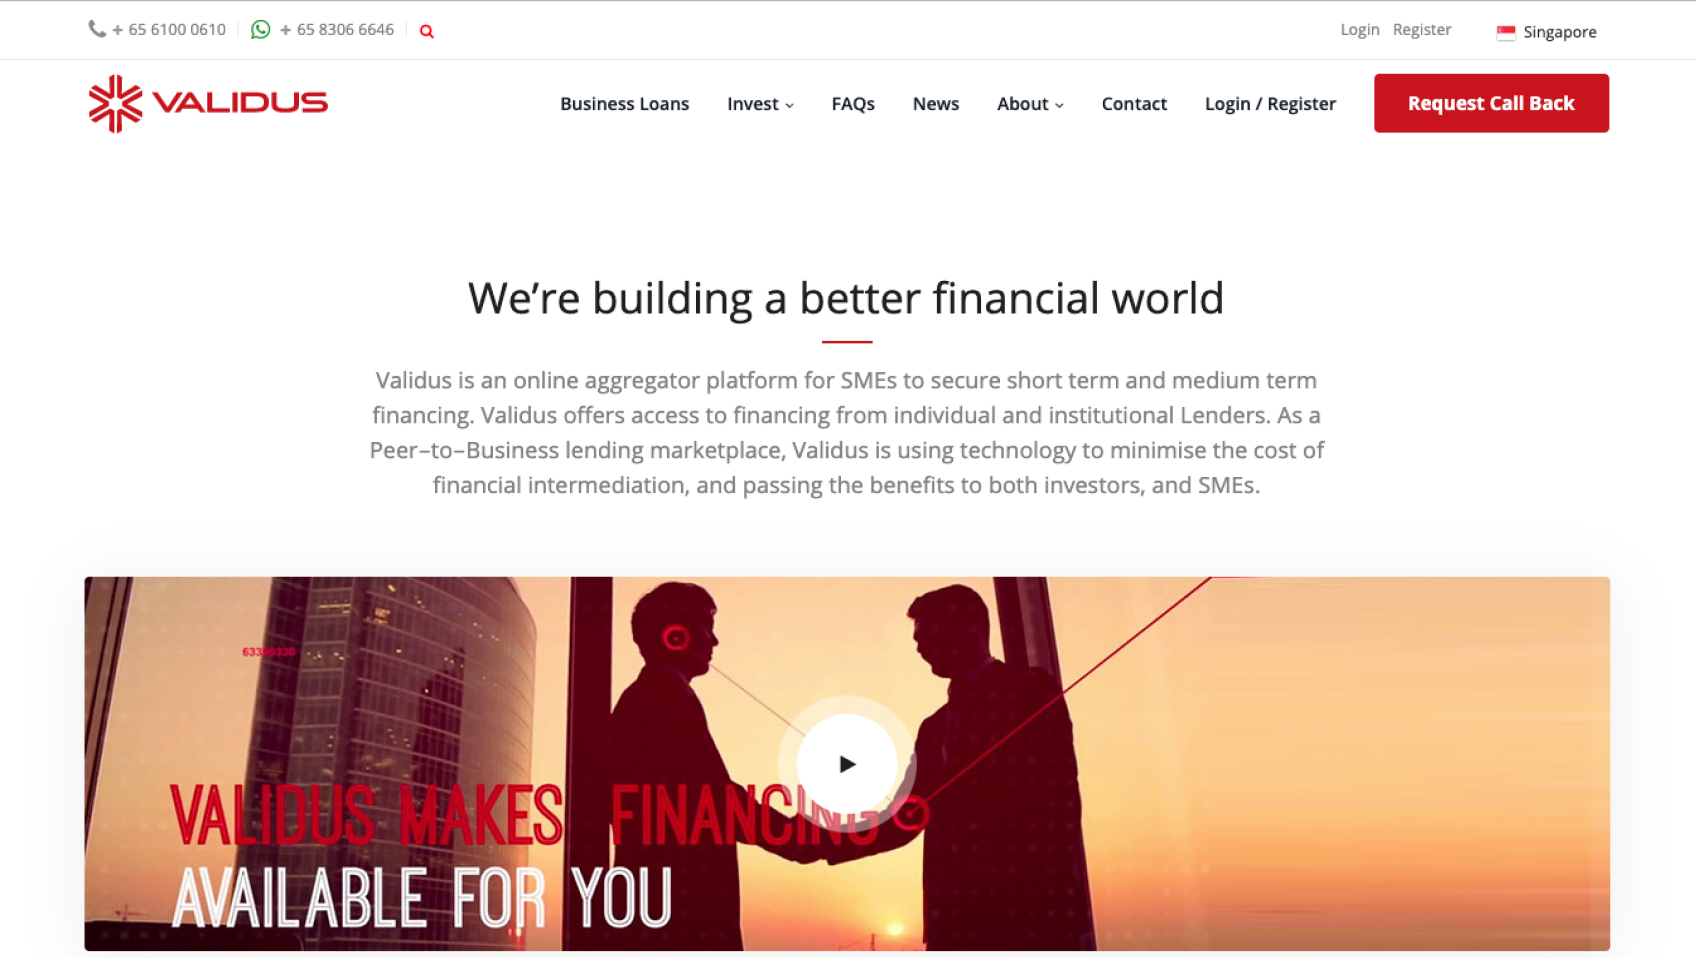 + 65 6100 0610
+ 65 8306 6646
Login Register
Singapore
VALIDUS
Business Loans Invest FAQs News About Contact Login / Register Request Call Back
We’re building a better financial world
Validus is an online aggregator platform for SMEs to secure short term and medium term
financing. Validus offers access to financing from individual and institutional Lenders. As a
Peer–to–Business lending marketplace, Validus is using technology to minimise the cost of
financial intermediation, and passing the benefits to both investors, and SMEs.
VALIDUS MAKES FINANCING
AVAILABLE FOR YOU